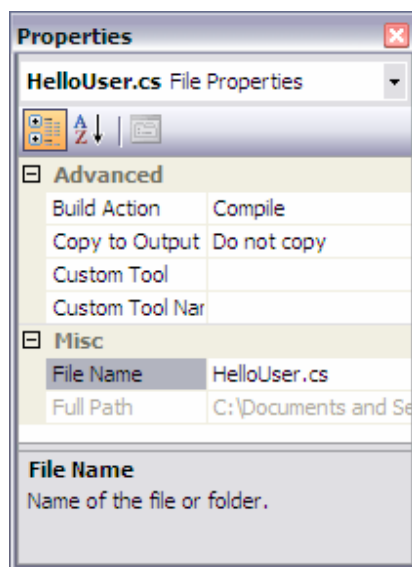 Properties
HelloUser.cs File Properties
A Z
Advanced
Build Action Compile
Copy to Output Do not copy
Custom Tool
Custom Tool Nar
Misc
File Name HelloUser.cs
Full Path C:\Documents and Se
File Name
Name of the file or folder.